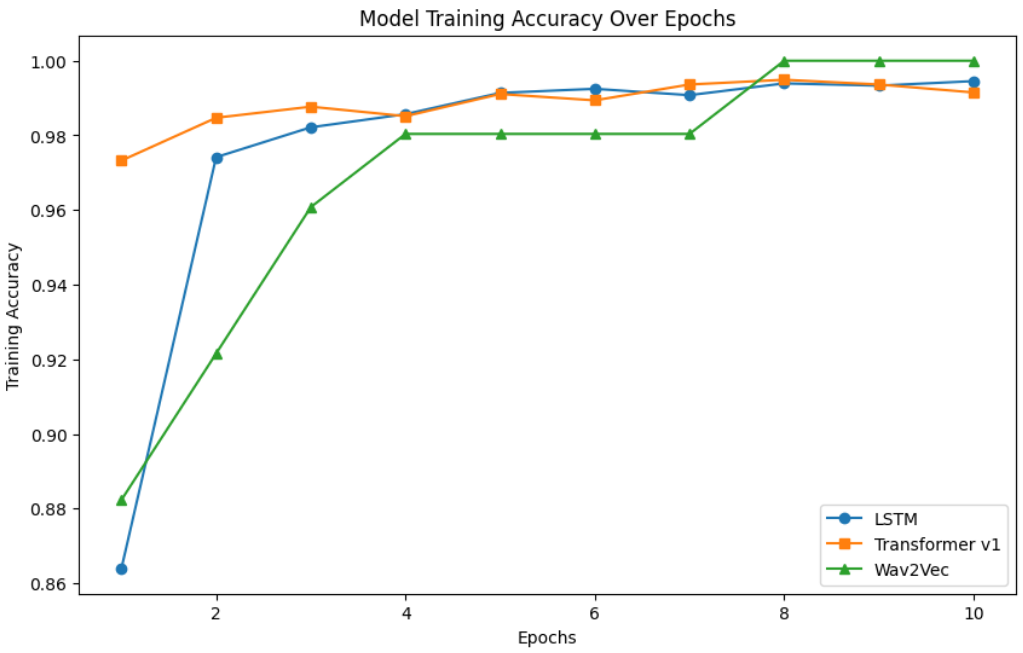 Model Training Accuracy Over Epochs
1.00
0.98
0.96
0.94
0.92
0.90
0.88
0.86
Training Accuracy
2
4
6
8
10
Epochs
LSTM
Transformer v1
Wav2Vec